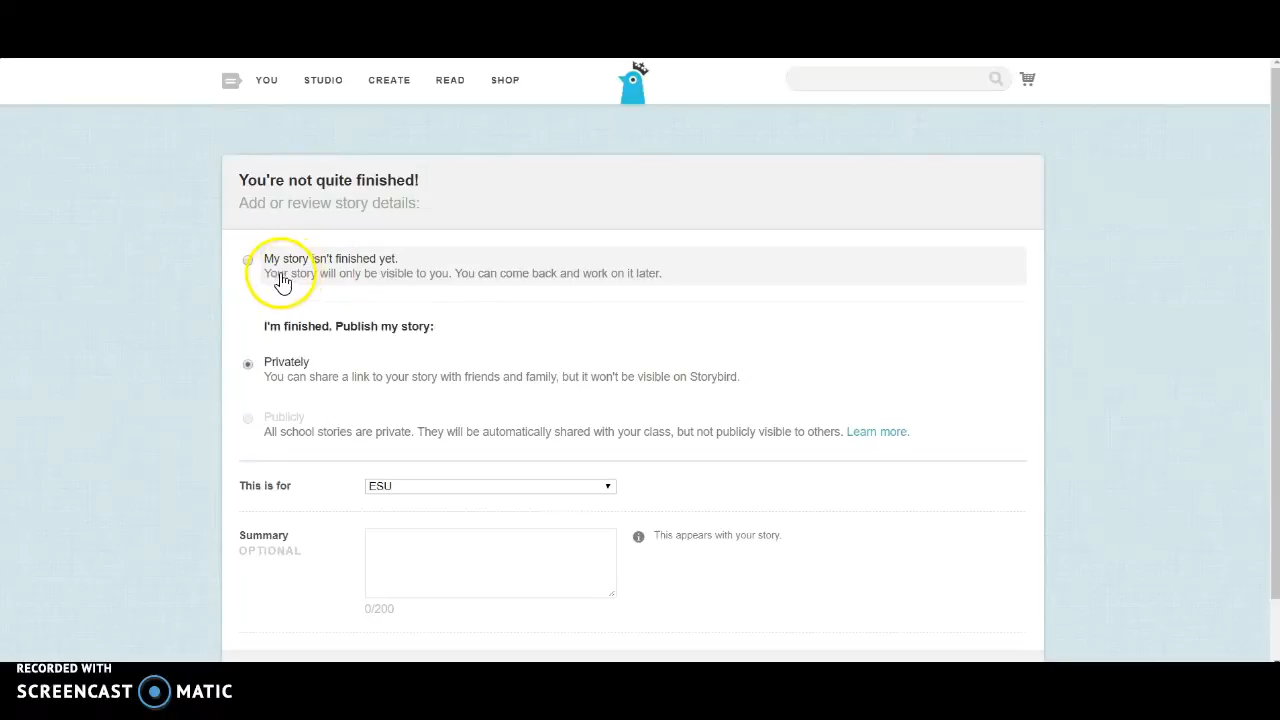 YOU STUDIO CREATE READ SHOP
You're not quite finished!
Add or review story details:
My story isn't finished yet.
Your story will only be visible to you. You can come back and work on it later.
I'm finished. Publish my story:
Privately
You can share a link to your story with friends and family, but it won't be visible on Storybird.
Publicly
All school stories are private. They will be automatically shared with your class, but not publicly visible to others. Learn more.
This is for ESU
Summary
OPTIONAL
This appears with your story.
0/200
RECORDED WITH
SCREENCAST MATIC